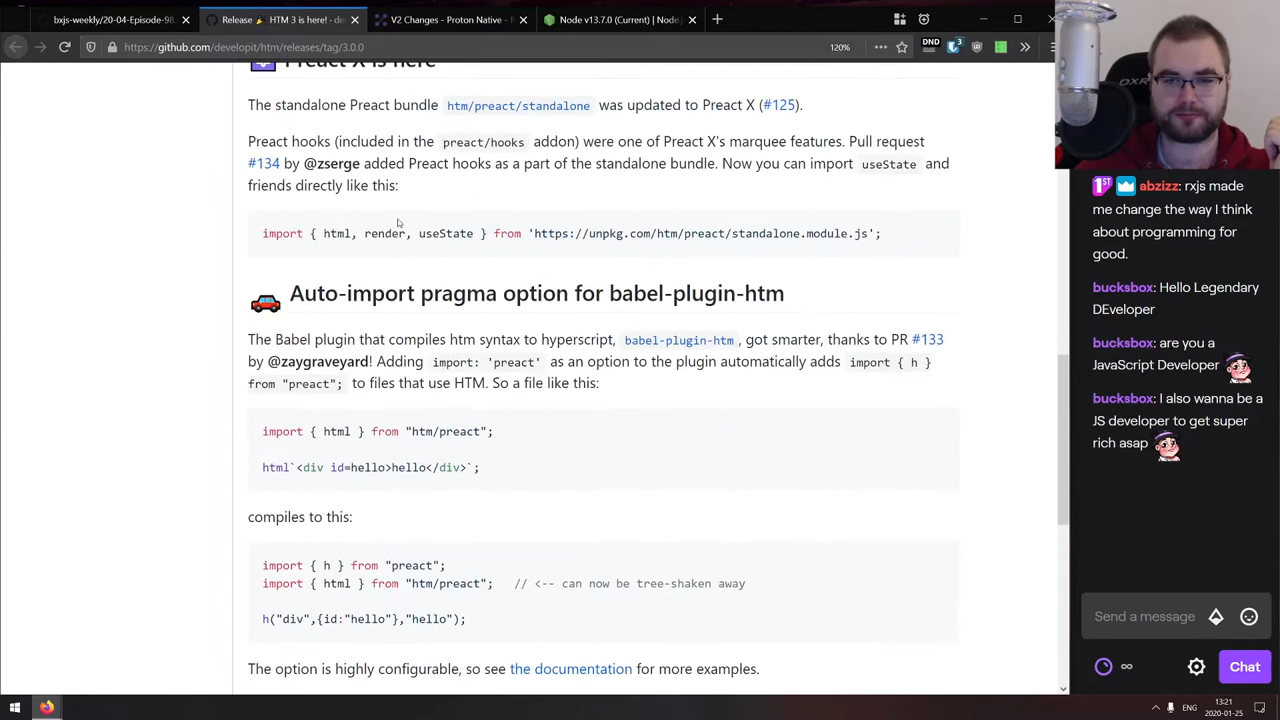 bxjs-weekly/20-04-Episode-98.
Release 🎉 HTM 3 is here! · de
V2 Changes - Proton Native - R
Node v13.7.0 (Current) | Node.
https://github.com/developit/htm/releases/tag/3.0.0
120%
DND
3
Preact X is here
The standalone Preact bundle htm/preact/standalone was updated to Preact X (#125).
Preact hooks (included in the preact/hooks addon) were one of Preact X's marquee features. Pull request
#134 by @zserge added Preact hooks as a part of the standalone bundle. Now you can import useState and
friends directly like this:
import { html, render, useState } from 'https://unpkg.com/htm/preact/standalone.module.js';
Auto-import pragma option for babel-plugin-htm
The Babel plugin that compiles htm syntax to hyperscript, babel-plugin-htm , got smarter, thanks to PR #133
by @zaygraveyard! Adding import: 'preact' as an option to the plugin automatically adds import { h }
from "preact"; to files that use HTM. So a file like this:
import { html } from "htm/preact";
html`<div id=hello>hello</div>`;
compiles to this:
import { h } from "preact";
import { html } from "htm/preact"; // <-- can now be tree-shaken away
h("div",{id:"hello"},"hello");
The option is highly configurable, so see the documentation for more examples.
DXR
1ST abzizz: rxjs made
me change the way I think
about programming for
good.
bucksbox: Hello Legendary
DEveloper
bucksbox: are you a
JavaScript Developer
bucksbox: I also wanna be a
JS developer to get super
rich asap
Send a message
∞
Chat
ENG
13:21
2020-01-25